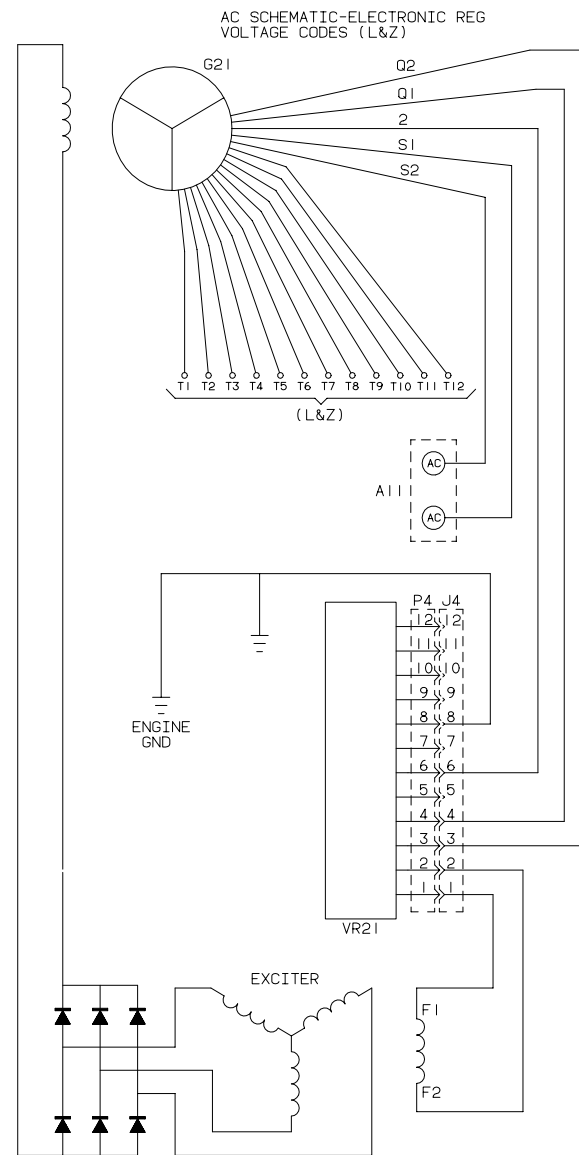 AC SCHEMATIC-ELECTRONIC REG
VOLTAGE CODES (L&Z)
G21
Q2
Q1
2
S1
S2
T1 T2 T3 T4 T5 T6 T7 T8 T9 T10 T11 T12
(L&Z)
A11
AC
AC
P4 J4
12 12
11 11
10 10
9 9
8 8
7 7
6 6
5 5
4 4
3 3
2 2
1 1
ENGINE
GND
VR21
EXCITER
F1
F2